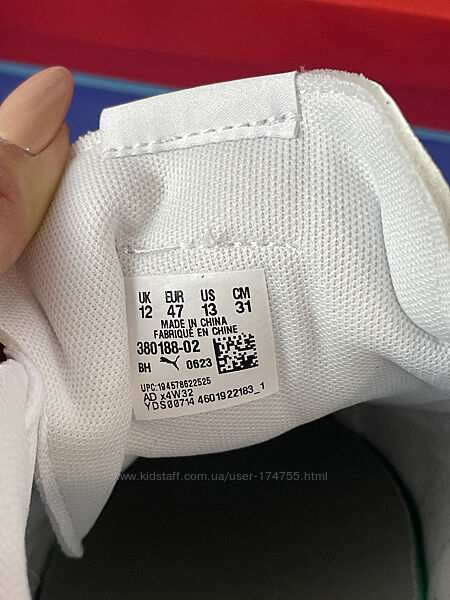 UK EUR US CM
12 47 13 31
MADE IN CHINA
FABRIQUÉ EN CHINE
380188-02
BH 0623
UPC:194578622525
AD x4W32
YDS00714 4601922183_1
www.kidstaff.com.ua/user-174755.html